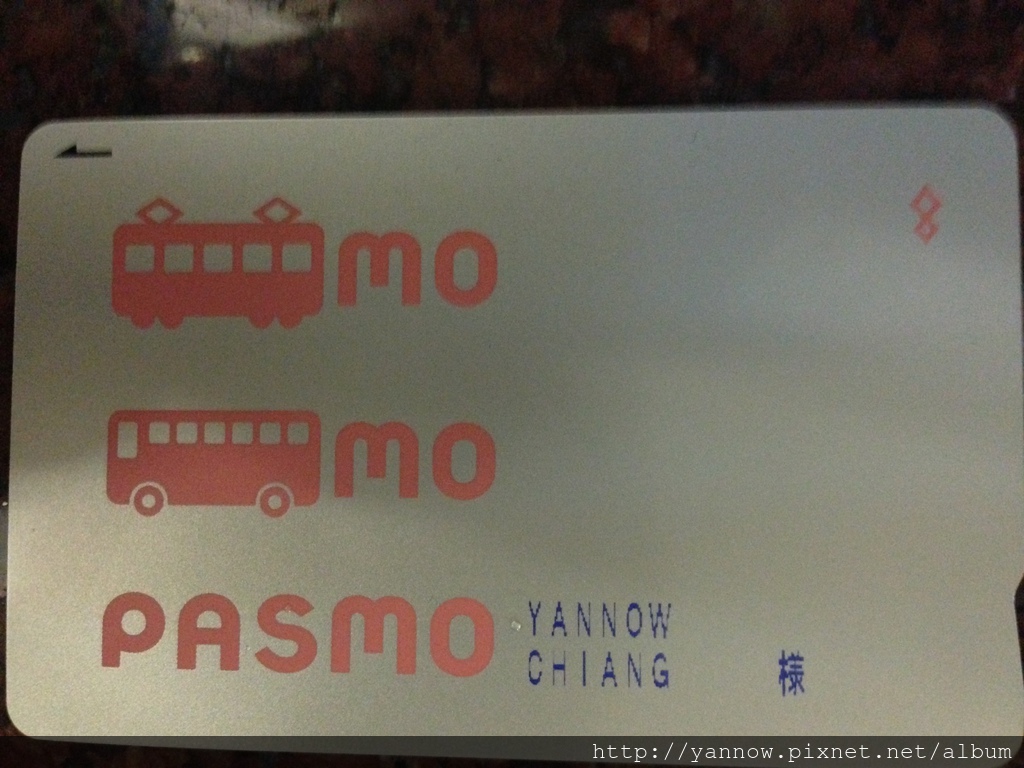 mo
mo
PASMO
YANNOW
CHIANG 様
http://yannow.pixnet.net/album